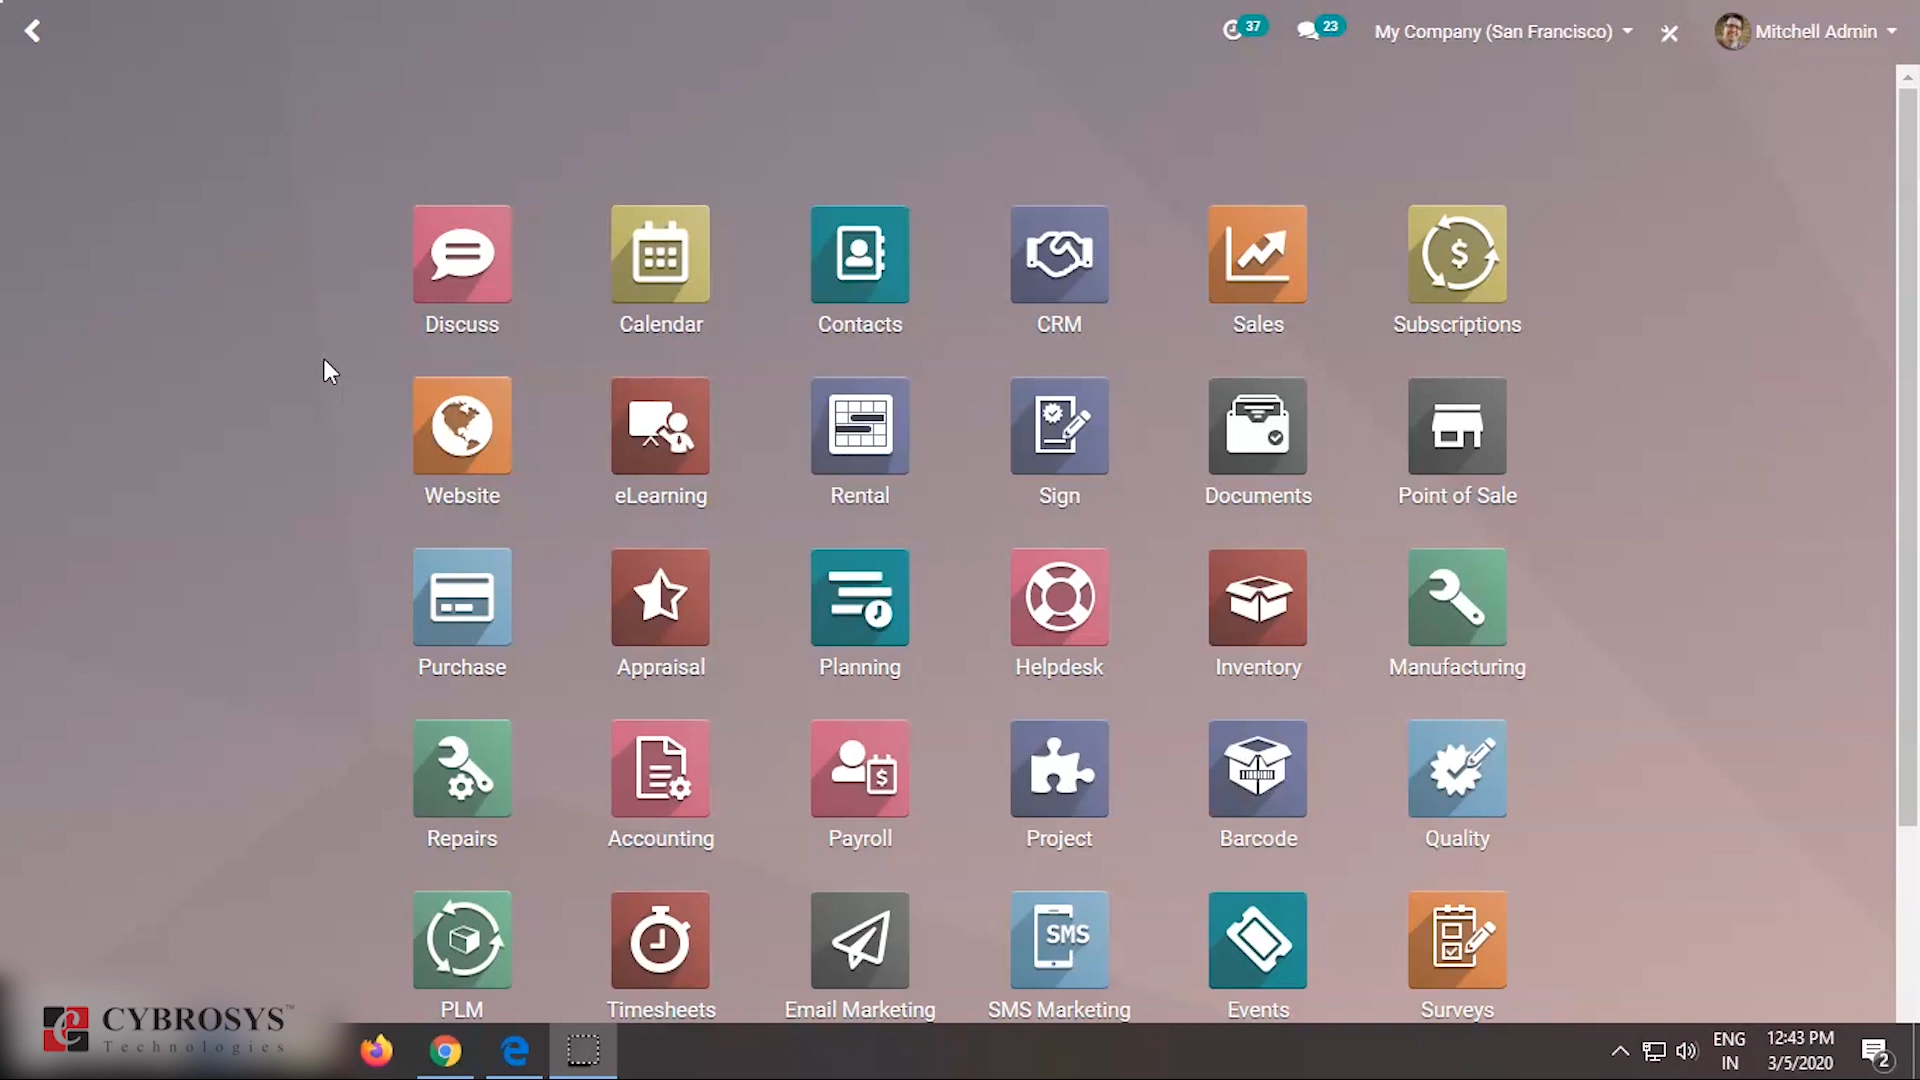 37
23
My Company (San Francisco)
Mitchell Admin
Discuss
Calendar
Contacts
CRM
Sales
$
Subscriptions
Website
eLearning
Rental
Sign
Documents
Point of Sale
Purchase
Appraisal
Planning
Helpdesk
Inventory
Manufacturing
Repairs
Accounting
$
Payroll
Project
Barcode
Quality
PLM
Timesheets
Email Marketing
SMS
SMS Marketing
Events
Surveys
CYBROSYS™
Technologies
ENG
IN
12:43 PM
3/5/2020
2